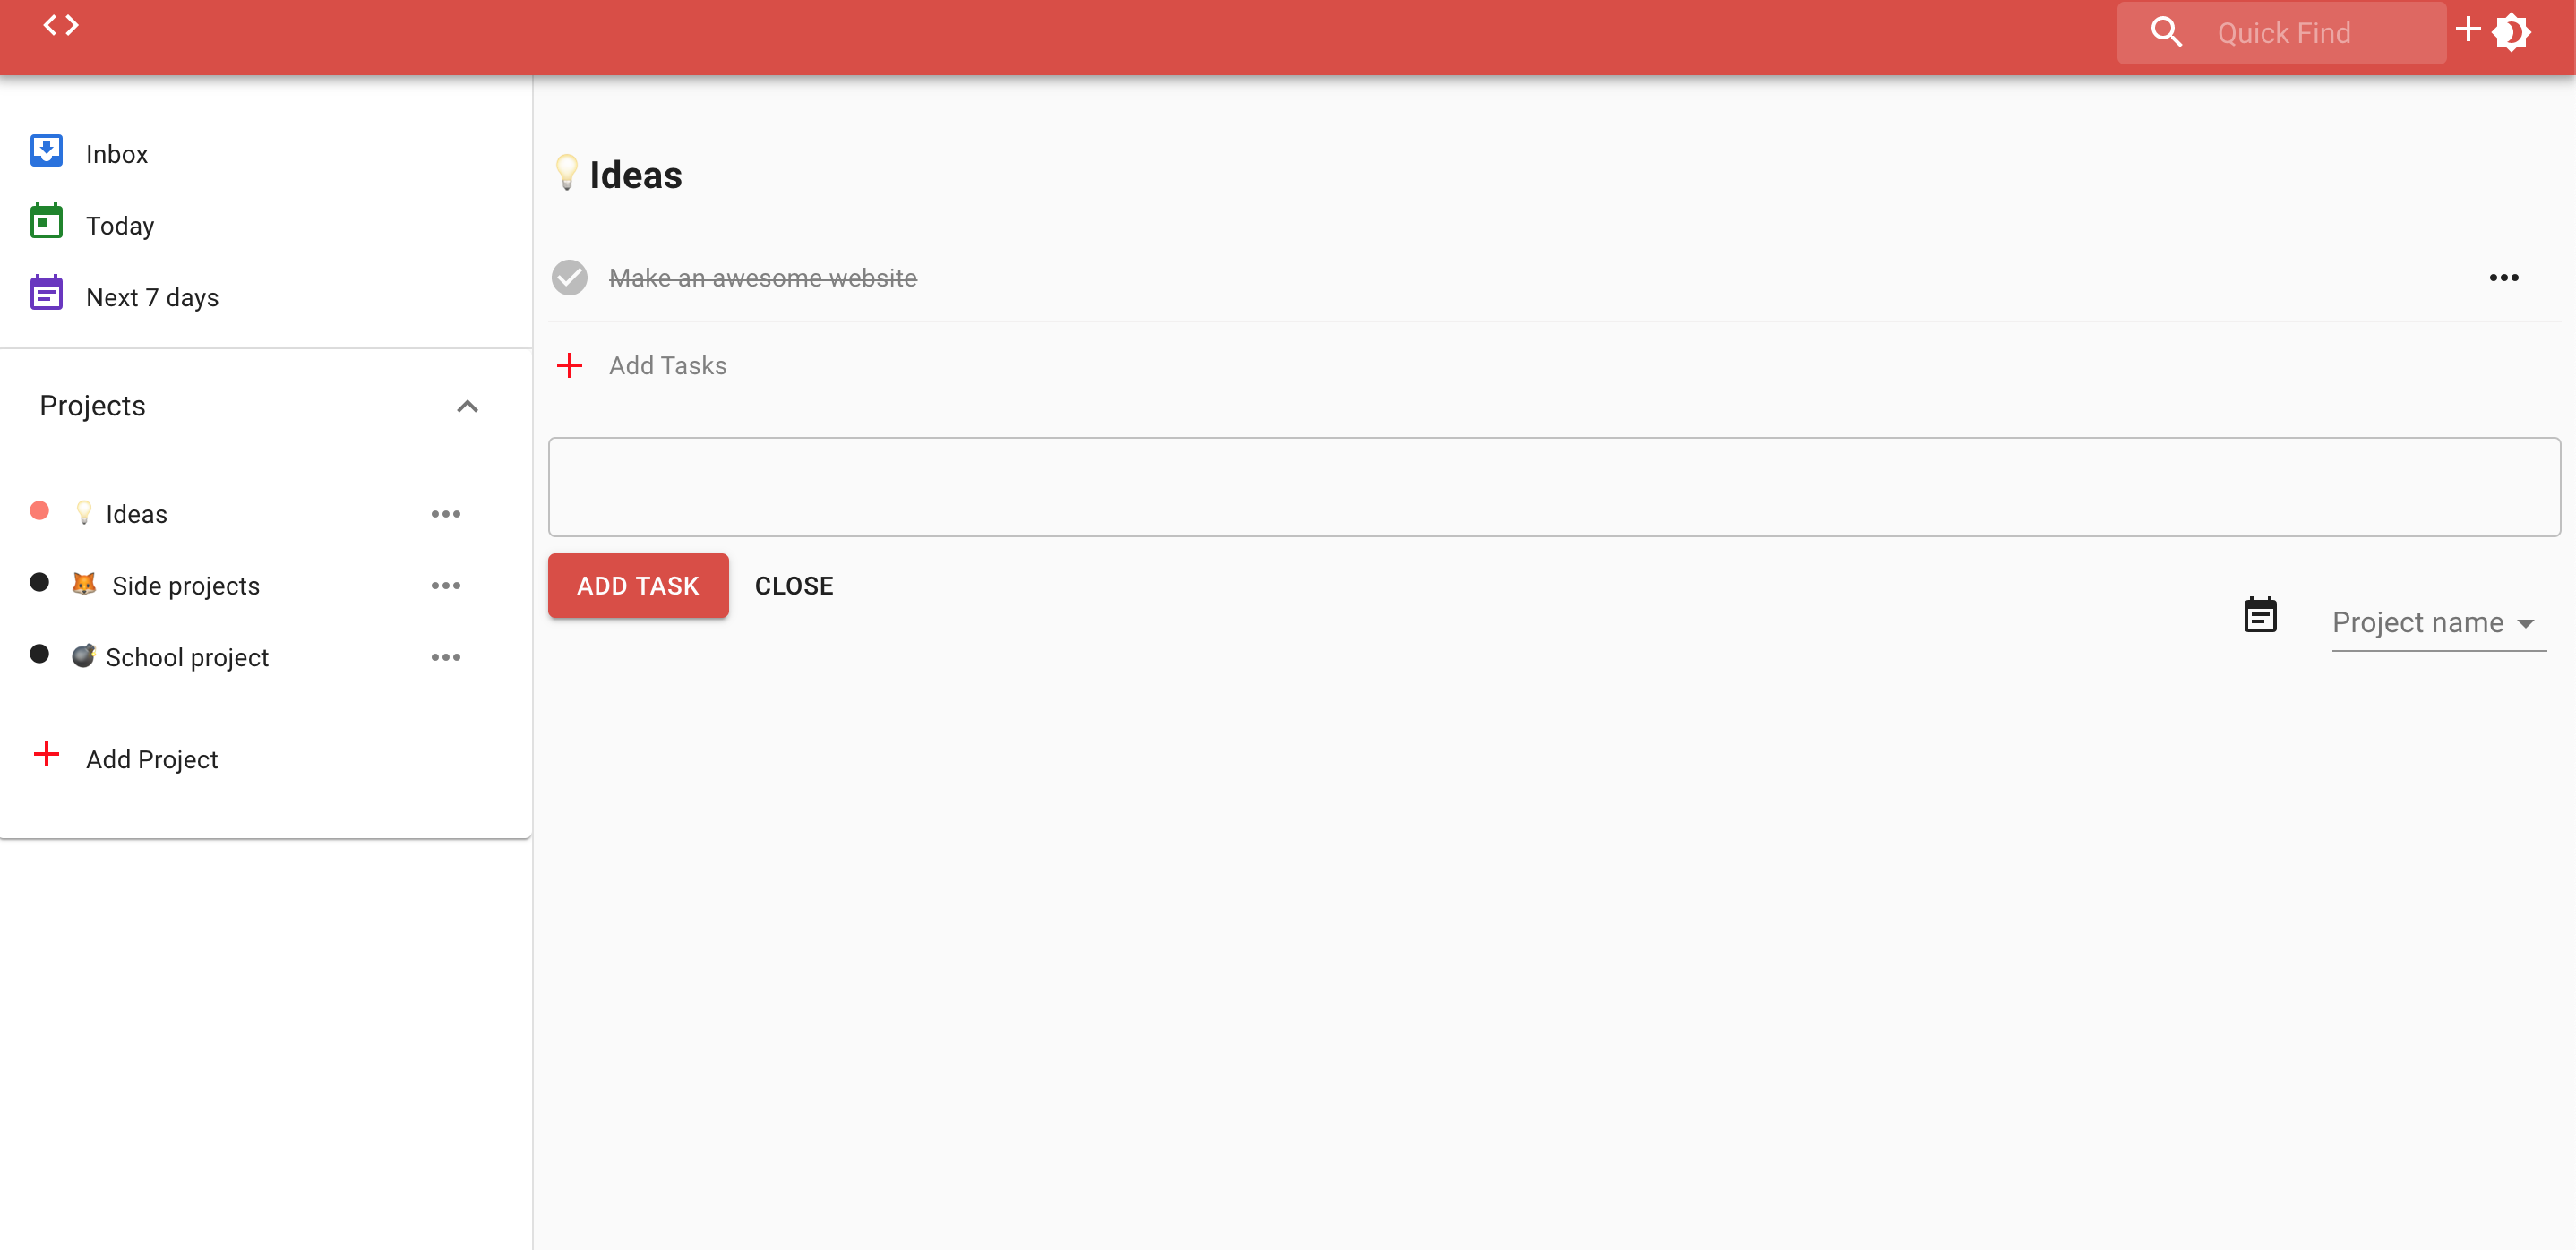 Quick Find
Inbox
Today
Next 7 days
Projects
Ideas
Side projects
School project
Add Project
Ideas
Make an awesome website
Add Tasks
ADD TASK CLOSE
Project name